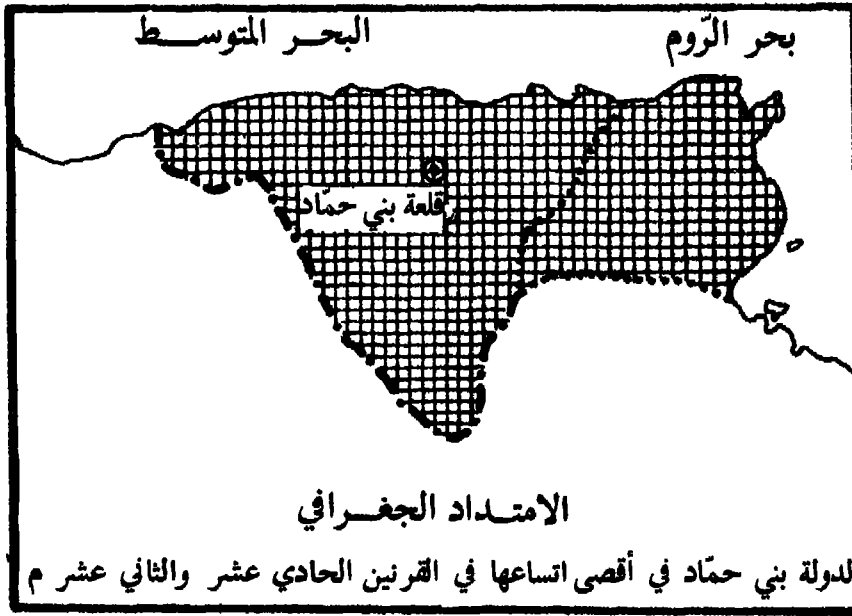 بحر الرّوم
البحر المتوسط
قلعة بني حمّاد
الامتداد الجغرافي
لدولة بني حمّاد في أقصى اتساعها في القرنين الحادي عشر والثاني عشر م